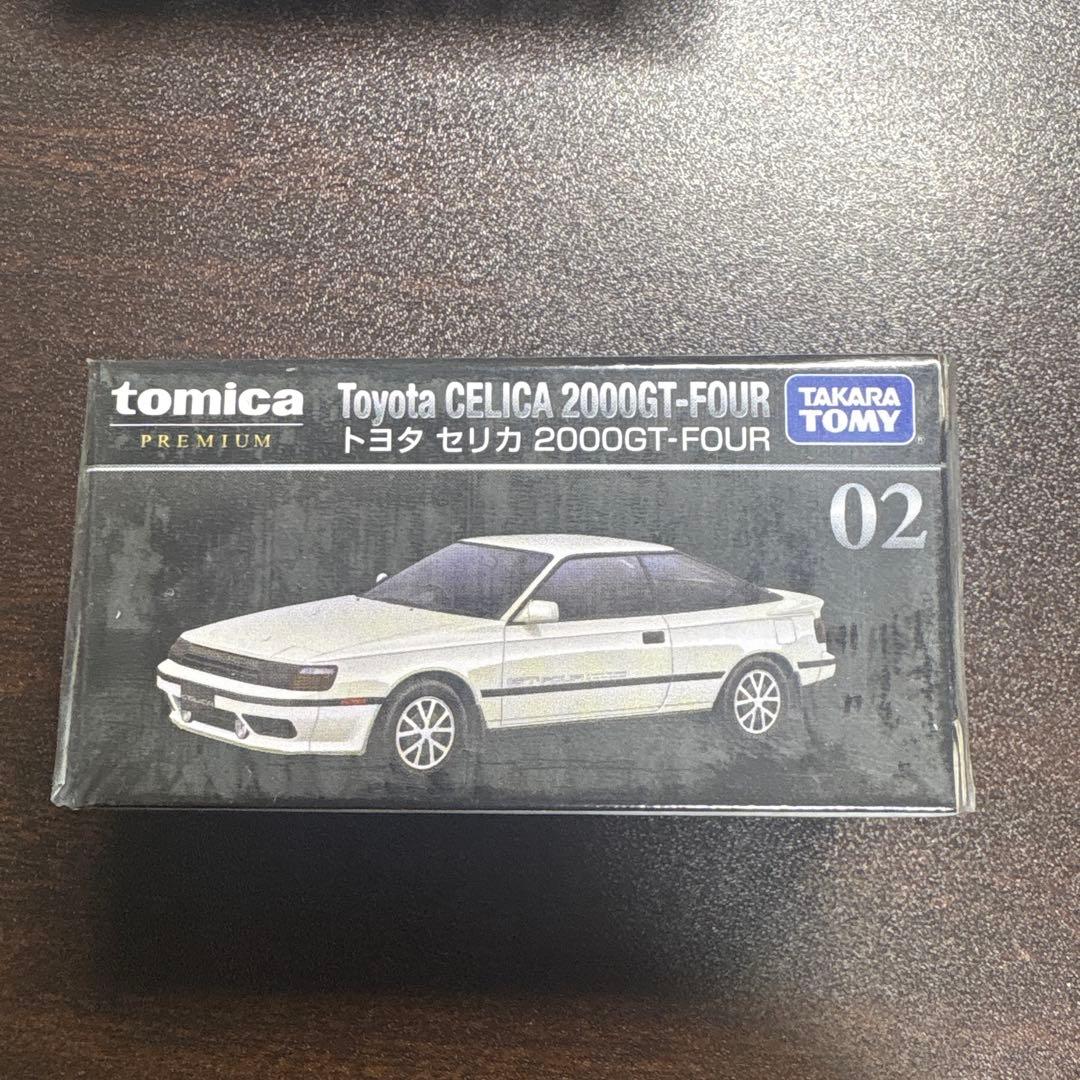 tomica
PREMIUM
Toyota CELICA 2000GT-FOUR
トヨタ セリカ 2000GT-FOUR
TAKARA
TOMY
®
02